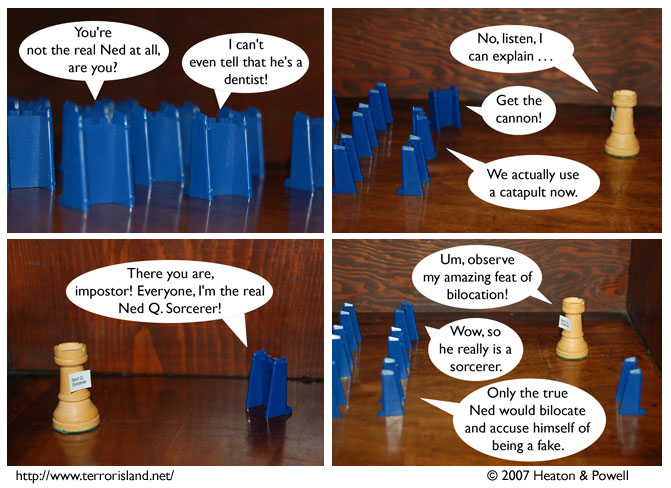 You're
not the real Ned at all,
are you?
I can't
even tell that he's a
dentist!
No, listen, I
can explain . . .
Get the
cannon!
We actually use
a catapult now.
There you are,
impostor! Everyone, I'm the real
Ned Q. Sorcerer!
Ned Q.
Sorcerer
Um, observe
my amazing feat of
bilocation!
Wow, so
he really is a
sorcerer.
Only the true
Ned would bilocate
and accuse himself of
being a fake.
http://www.terrorisland.net/
© 2007 Heaton & Powell